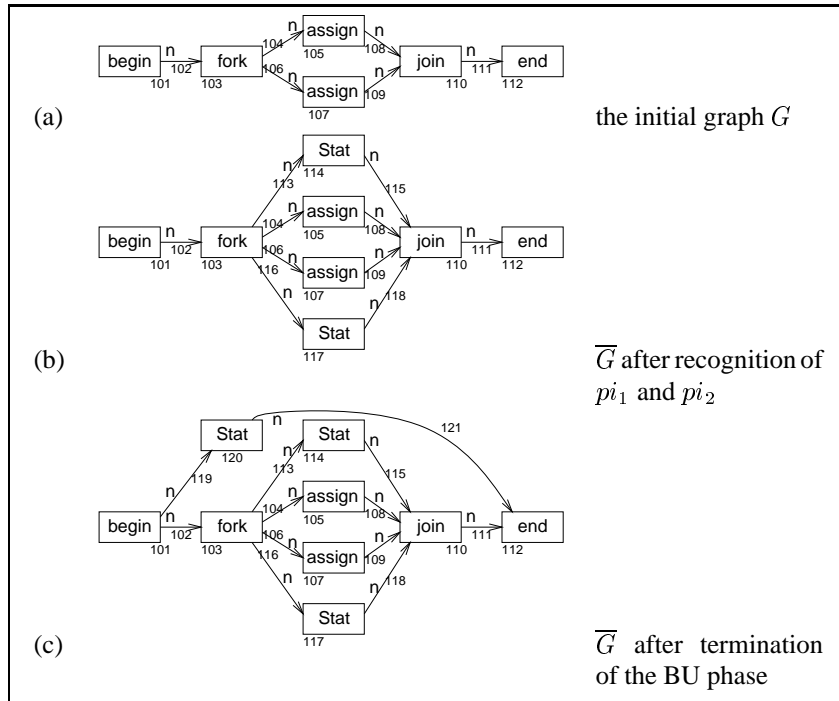 n n assign n
begin 102 fork 104 105 108 join n end
101 103 106 n assign n 109 110 111 112
107
(a) the initial graph G
n Stat n
113 114 115
n assign n
begin n 102 fork 104 105 108 join n end
101 103 106 n assign n 109 110 111 112
116 107
n n 118
Stat
117
(b) G after recognition of
pi1 and pi2
Stat n 121
120 n Stat n
119 113 114 115
n n assign n
begin n 102 fork 104 105 108 join n end
101 103 106 n assign n 109 110 111 112
116 107
n n 118
Stat
117
(c) G after termination
of the BU phase